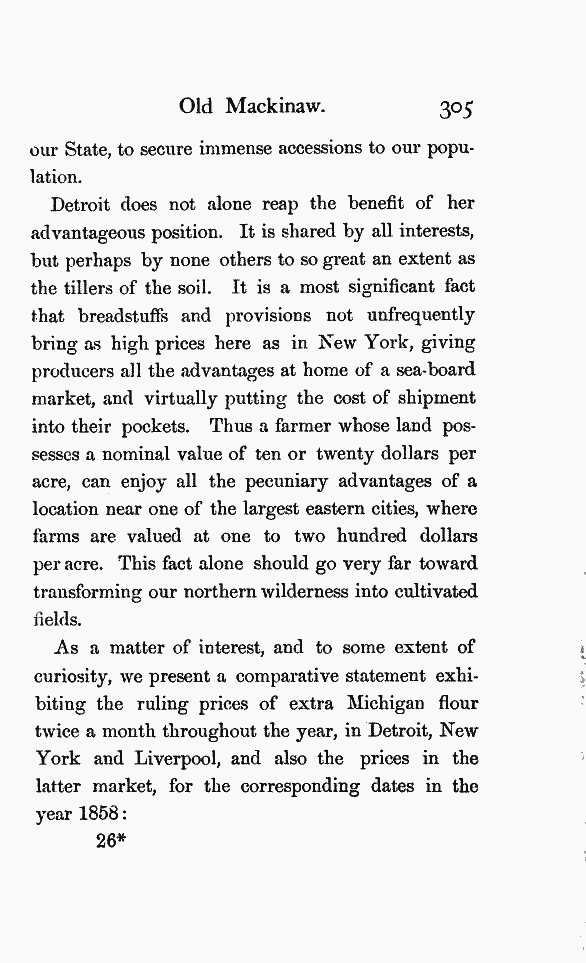 Old Mackinaw. 305
our State, to secure immense accessions to our popu-
lation.
Detroit does not alone reap the benefit of her
advantageous position. It is shared by all interests,
but perhaps by none others to so great an extent as
the tillers of the soil. It is a most significant fact
that breadstuffs and provisions not unfrequently
bring as high prices here as in New York, giving
producers all the advantages at home of a sea-board
market, and virtually putting the cost of shipment
into their pockets. Thus a farmer whose land pos-
sesses a nominal value of ten or twenty dollars per
acre, can enjoy all the pecuniary advantages of a
location near one of the largest eastern cities, where
farms are valued at one to two hundred dollars
per acre. This fact alone should go very far toward
transforming our northern wilderness into cultivated
fields.
As a matter of interest, and to some extent of
curiosity, we present a comparative statement exhi-
biting the ruling prices of extra Michigan flour
twice a month throughout the year, in Detroit, New
York and Liverpool, and also the prices in the
latter market, for the corresponding dates in the
year 1858:
26*